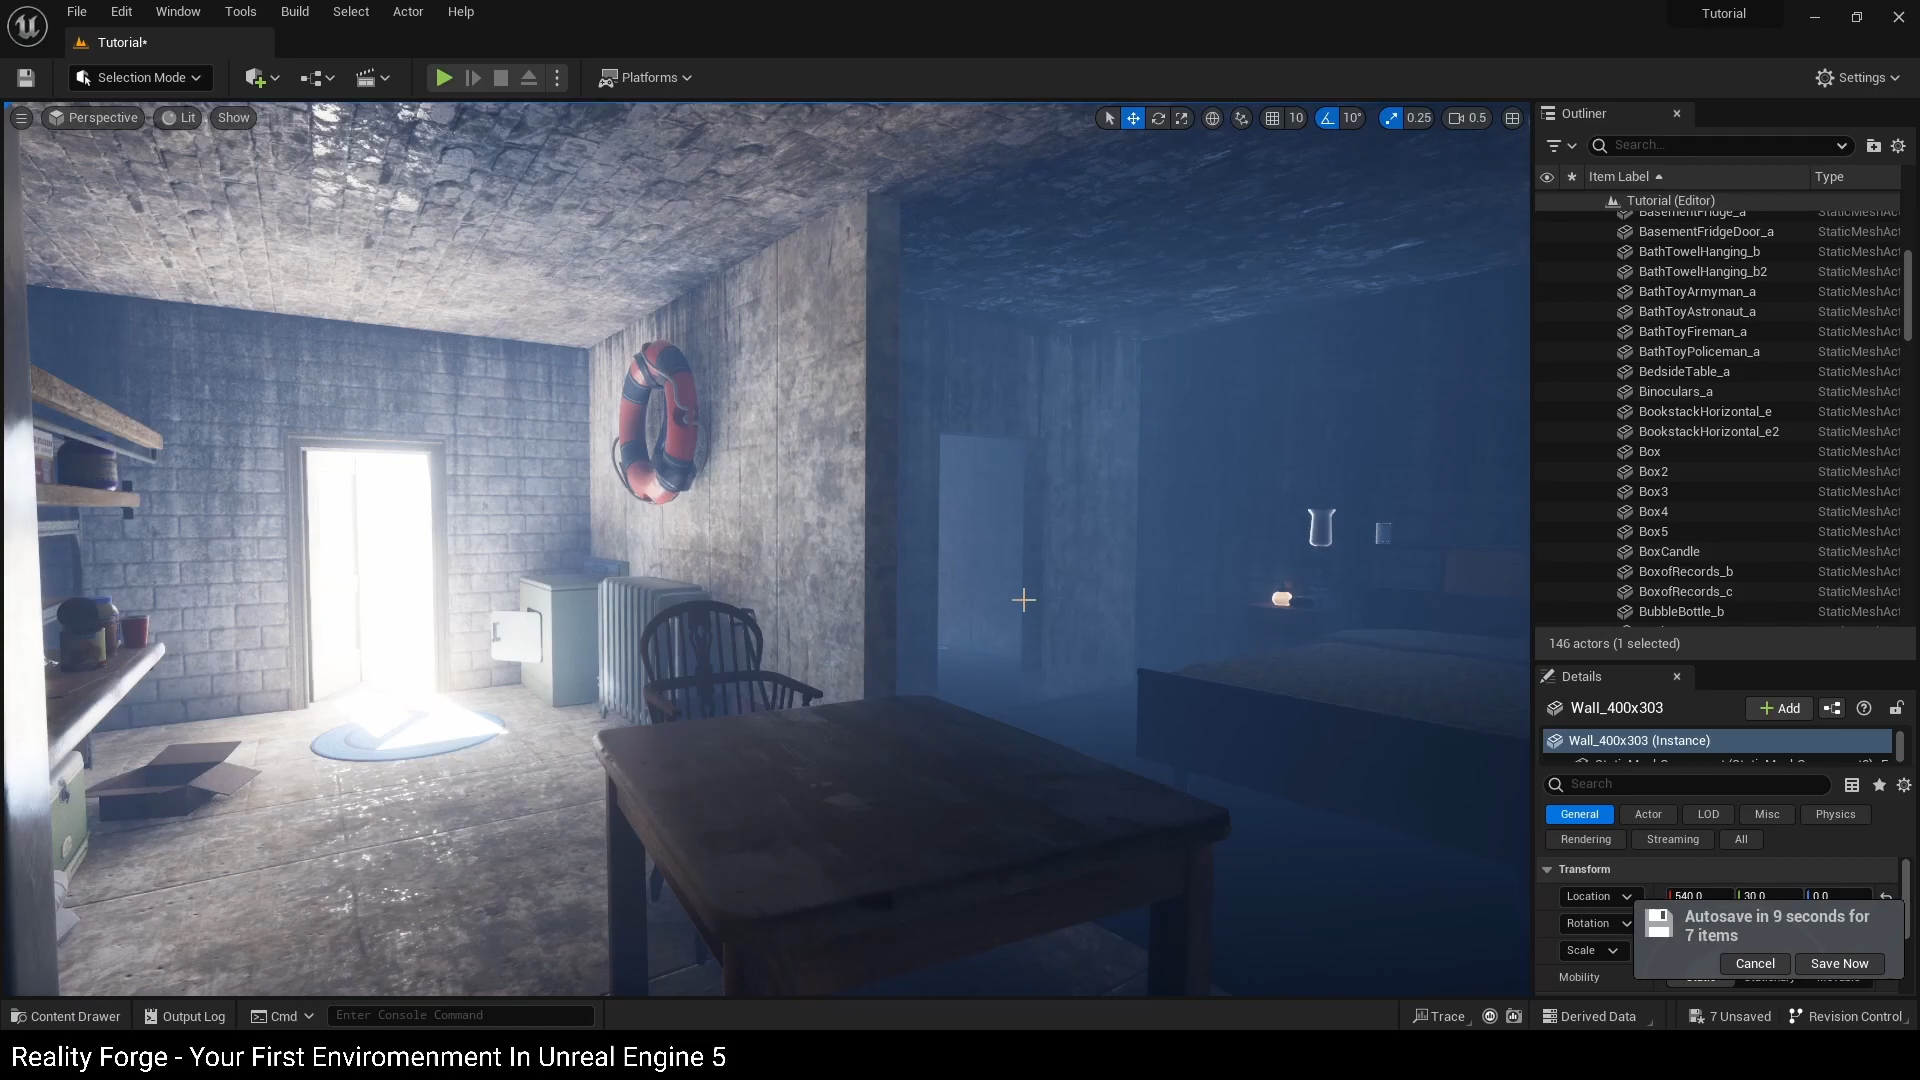 File Edit Window Tools Build Select Actor Help
Tutorial
Tutorial*
Selection Mode
Platforms
Settings
Perspective
Lit
Show
10
10°
0.25
0.5
Outliner
Search...
Item Label
Type
Tutorial (Editor)
BasementFridge_a StaticMeshAct
BasementFridgeDoor_a StaticMeshAct
BathTowelHanging_b StaticMeshAct
BathTowelHanging_b2 StaticMeshAct
BathToyArmyman_a StaticMeshAct
BathToyAstronaut_a StaticMeshAct
BathToyFireman_a StaticMeshAct
BathToyPoliceman_a StaticMeshAct
BedsideTable_a StaticMeshAct
Binoculars_a StaticMeshAct
BookstackHorizontal_e StaticMeshAct
BookstackHorizontal_e2 StaticMeshAct
Box StaticMeshAct
Box2 StaticMeshAct
Box3 StaticMeshAct
Box4 StaticMeshAct
Box5 StaticMeshAct
BoxCandle StaticMeshAct
BoxofRecords_b StaticMeshAct
BoxofRecords_c StaticMeshAct
BubbleBottle_b StaticMeshAct
146 actors (1 selected)
Details
Wall_400x303
Add
Wall_400x303 (Instance)
Search
General Actor LOD Misc Physics
Rendering Streaming All
Transform
Location 540.0 30.0 0.0
Rotation
Scale
Mobility
Autosave in 9 seconds for
7 items
Cancel
Save Now
Content Drawer
Output Log
Cmd
Enter Console Command
Trace
Derived Data
7 Unsaved
Revision Control
Reality Forge - Your First Enviromenment In Unreal Engine 5